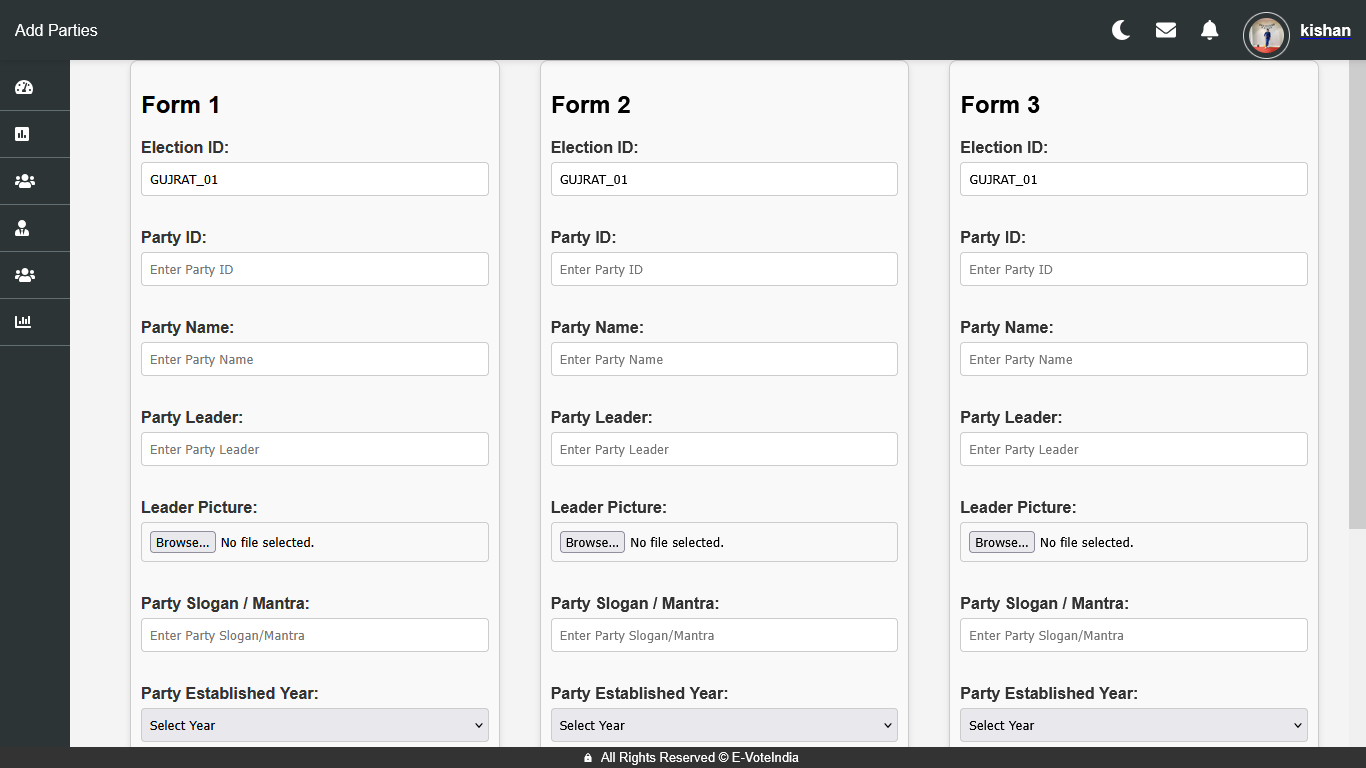 Add Parties
kishan
Form 1
Election ID:
GUJRAT_01
Party ID:
Enter Party ID
Party Name:
Enter Party Name
Party Leader:
Enter Party Leader
Leader Picture:
Browse... No file selected.
Party Slogan / Mantra:
Enter Party Slogan/Mantra
Party Established Year:
Select Year
Form 2
Election ID:
GUJRAT_01
Party ID:
Enter Party ID
Party Name:
Enter Party Name
Party Leader:
Enter Party Leader
Leader Picture:
Browse... No file selected.
Party Slogan / Mantra:
Enter Party Slogan/Mantra
Party Established Year:
Select Year
Form 3
Election ID:
GUJRAT_01
Party ID:
Enter Party ID
Party Name:
Enter Party Name
Party Leader:
Enter Party Leader
Leader Picture:
Browse... No file selected.
Party Slogan / Mantra:
Enter Party Slogan/Mantra
Party Established Year:
Select Year
All Rights Reserved © E-VoteIndia